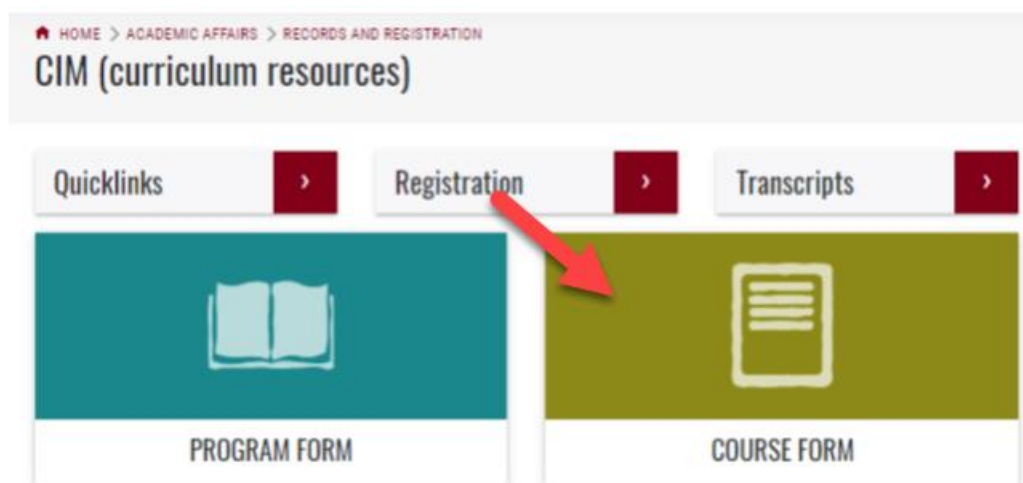 HOME > ACADEMIC AFFAIRS > RECORDS AND REGISTRATION
CIM (curriculum resources)
Quicklinks >
Registration >
Transcripts >
PROGRAM FORM
COURSE FORM